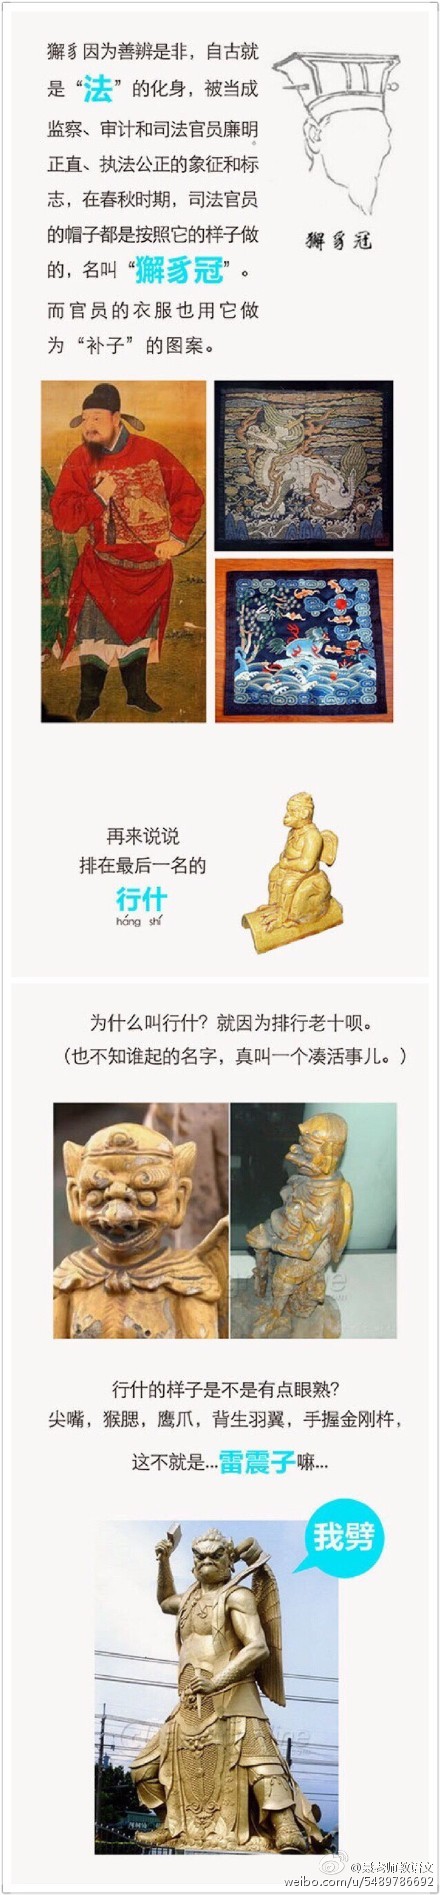 獬豸因为善辨是非，自古就
是“法”的化身，被当成
监察、审计和司法官员廉明
正直、执法公正的象征和标
志，在春秋时期，司法官员
的帽子都是按照它的样子做
的，名叫“獬豸冠”。
而官员的衣服也用它做
为“补子”的图案。
獬豸冠
再来说说
排在最后一名的
行什
háng shí
为什么叫行什？就因为排行老十呗。
（也不知谁起的名字，真叫一个凑活事儿。）
行什的样子是不是有点眼熟？
尖嘴，猴腮，鹰爪，背生羽翼，手握金刚杵，
这不就是...雷震子嘛...
我劈
weibo.com/u/5489786692